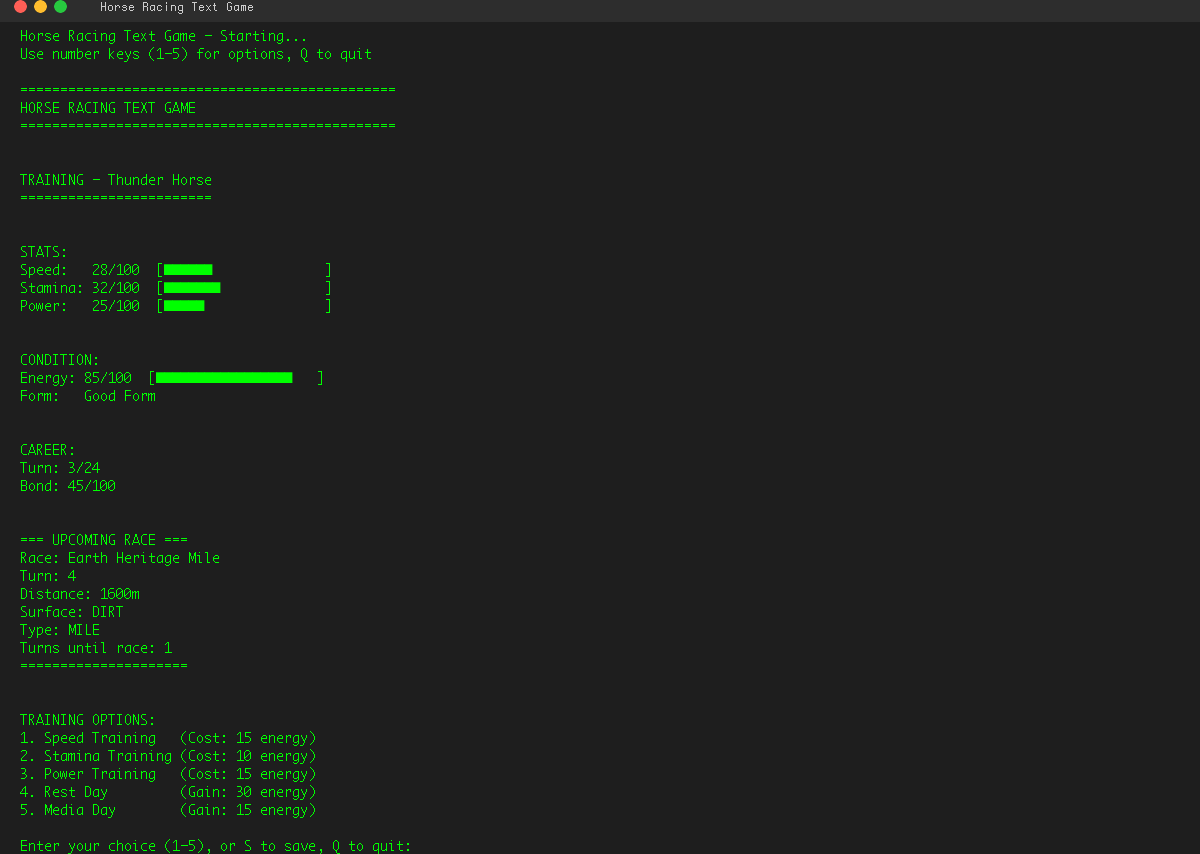 Horse Racing Text Game
Horse Racing Text Game - Starting...
Use number keys (1-5) for options, Q to quit
===============================================
HORSE RACING TEXT GAME
===============================================
TRAINING - Thunder Horse
========================
STATS:
Speed:   28/100  [                    ]
Stamina: 32/100  [                    ]
Power:   25/100  [                    ]
CONDITION:
Energy: 85/100  [                    ]
Form:   Good Form
CAREER:
Turn: 3/24
Bond: 45/100
=== UPCOMING RACE ===
Race: Earth Heritage Mile
Turn: 4
Distance: 1600m
Surface: DIRT
Type: MILE
Turns until race: 1
=====================
TRAINING OPTIONS:
1. Speed Training   (Cost: 15 energy)
2. Stamina Training (Cost: 10 energy)
3. Power Training   (Cost: 15 energy)
4. Rest Day         (Gain: 30 energy)
5. Media Day        (Gain: 15 energy)
Enter your choice (1-5), or S to save, Q to quit: